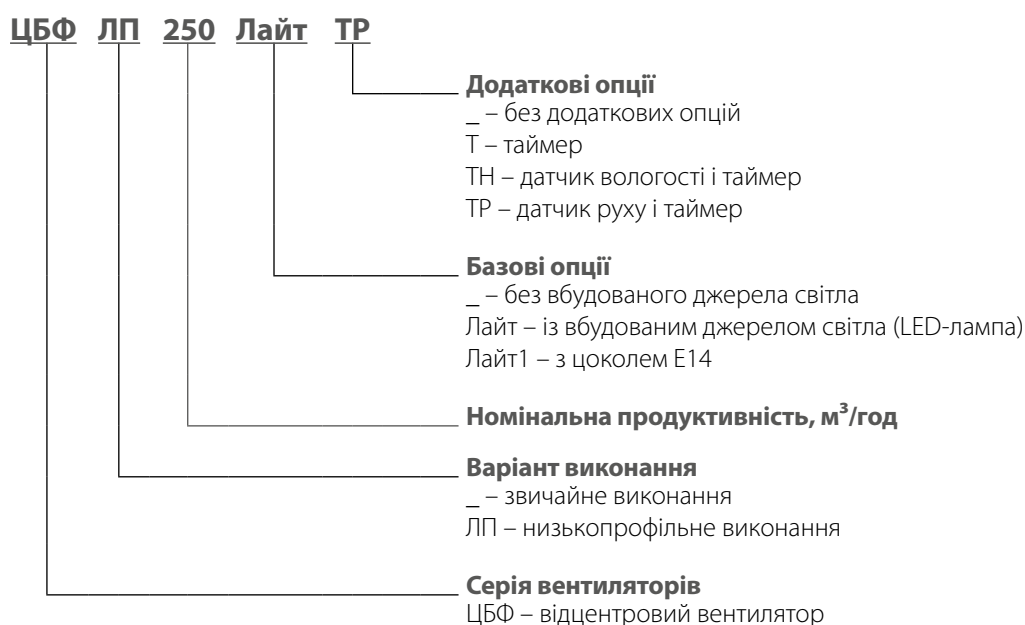 ЦБФ ЛП 250 Лайт ТР
Додаткові опції
_ – без додаткових опцій
Т – таймер
ТН – датчик вологості і таймер
ТР – датчик руху і таймер
Базові опції
_ – без вбудованого джерела світла
Лайт – із вбудованим джерелом світла (LED-лампа)
Лайт1 – з цоколем Е14
Номінальна продуктивність, м³/год
Варіант виконання
_ – звичайне виконання
ЛП – низькопрофільне виконання
Серія вентиляторів
ЦБФ – відцентровий вентилятор